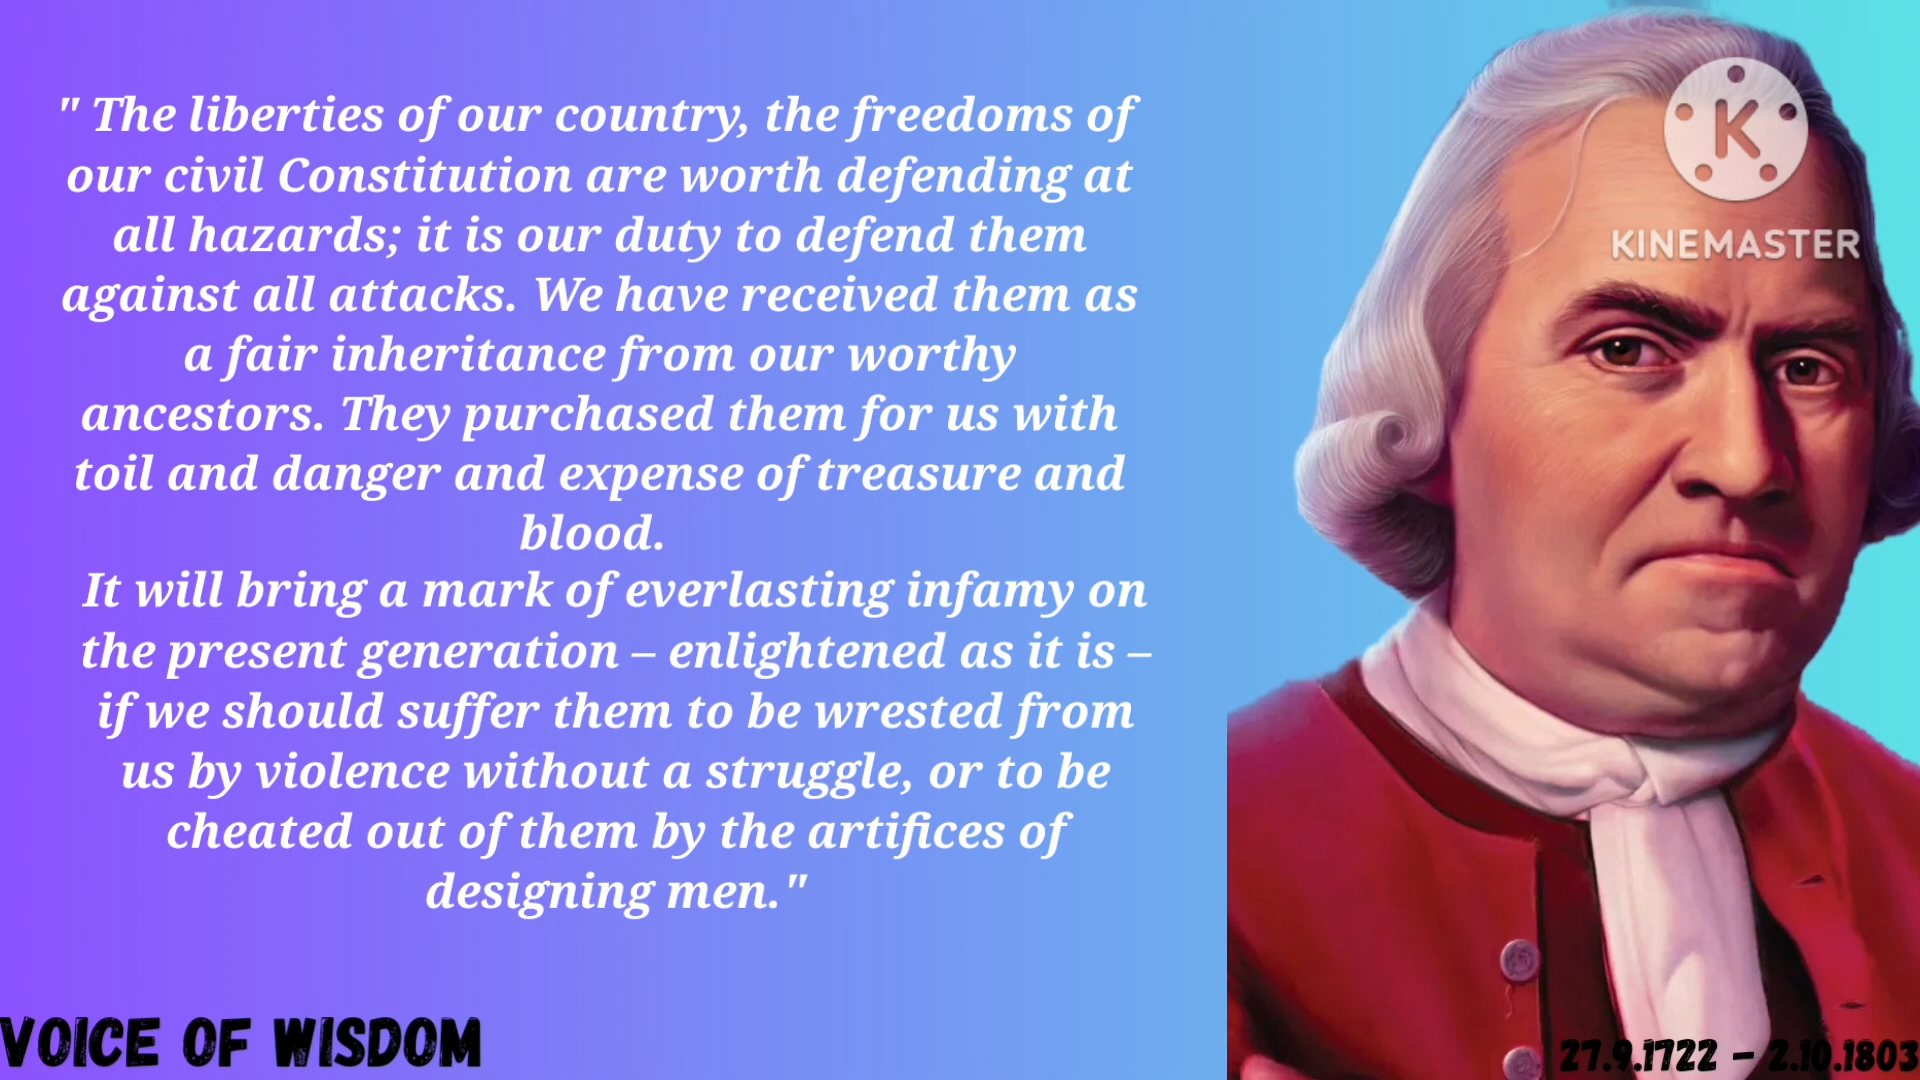 " The liberties of our country, the freedoms of
our civil Constitution are worth defending at
all hazards; it is our duty to defend them
against all attacks. We have received them as
a fair inheritance from our worthy
ancestors. They purchased them for us with
toil and danger and expense of treasure and
blood.
It will bring a mark of everlasting infamy on
the present generation – enlightened as it is –
if we should suffer them to be wrested from
us by violence without a struggle, or to be
cheated out of them by the artifices of
designing men."
K
KINEMASTER
VOICE OF WISDOM
27.9.1722 – 2.10.1803